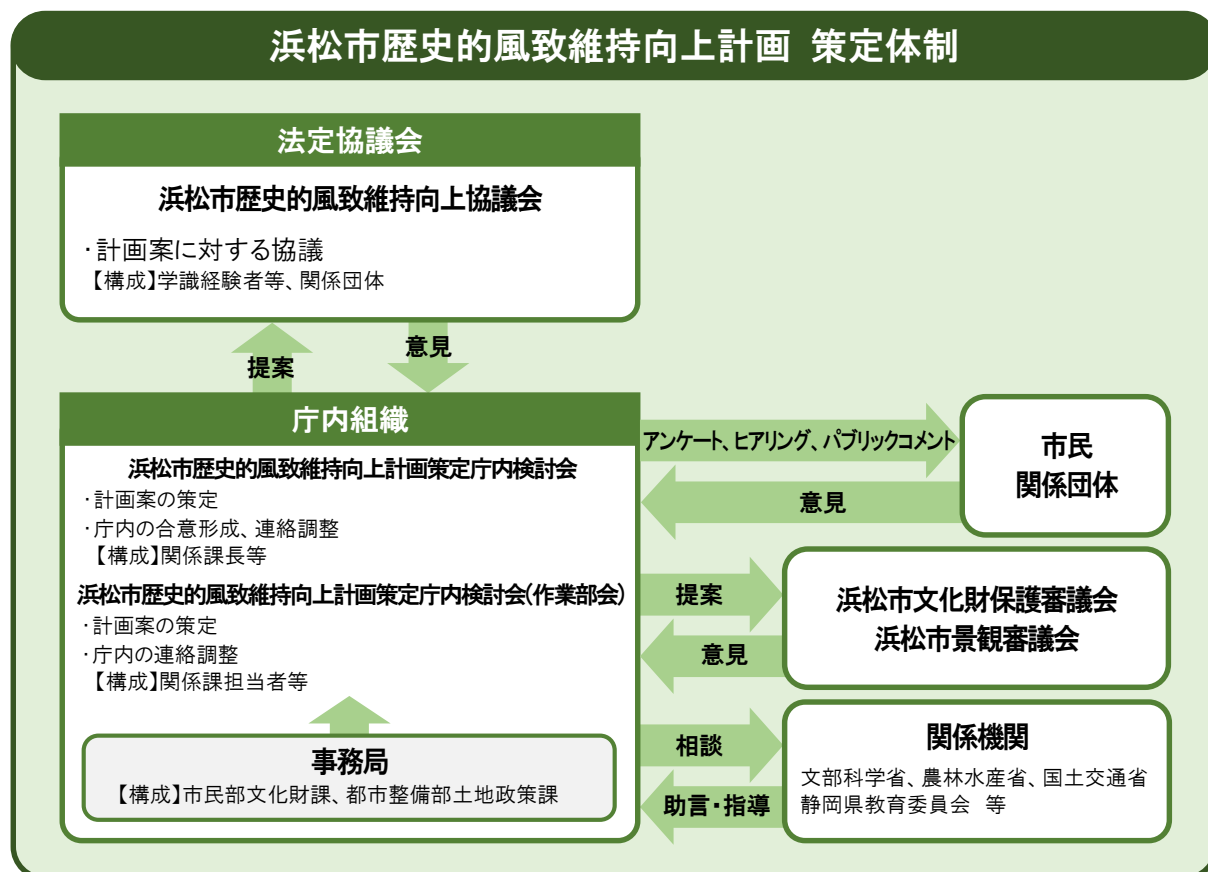 浜松市歴史的風致維持向上計画 策定体制
法定協議会
浜松市歴史的風致維持向上協議会
・計画案に対する協議
【構成】学識経験者等、関係団体
提案
意見
庁内組織
浜松市歴史的風致維持向上計画策定庁内検討会
・計画案の策定
・庁内の合意形成、連絡調整
【構成】関係課長等
浜松市歴史的風致維持向上計画策定庁内検討会(作業部会)
・計画案の策定
・庁内の連絡調整
【構成】関係課担当者等
事務局
【構成】市民部文化財課、都市整備部土地政策課
アンケート、ヒアリング、パブリックコメント
意見
市民
関係団体
提案
意見
浜松市文化財保護審議会
浜松市景観審議会
相談
助言・指導
関係機関
文部科学省、農林水産省、国土交通省
静岡県教育委員会 等